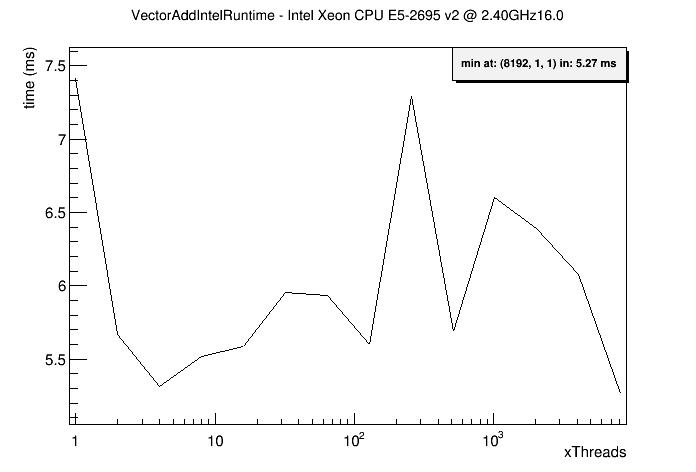 VectorAddIntelRuntime - Intel Xeon CPU E5-2695 v2 @ 2.40GHz16.0
min at: (8192, 1, 1) in: 5.27 ms
time (ms)
7.5
7
6.5
6
5.5
1 10 10² 10³
xThreads